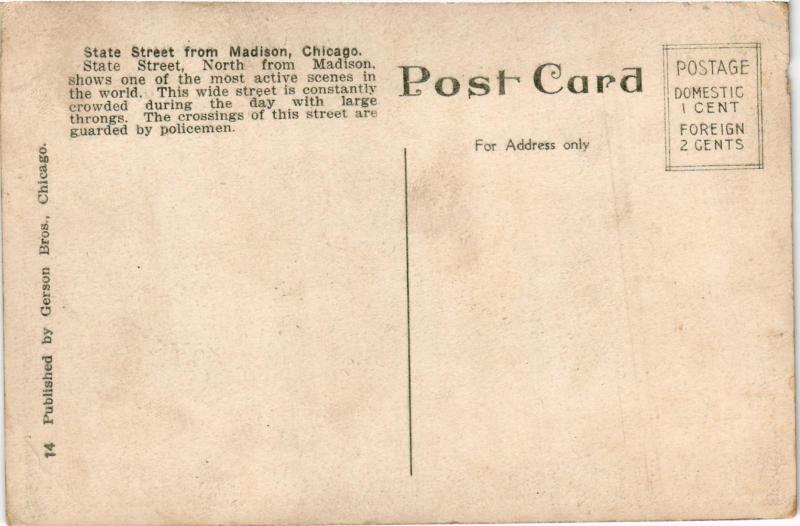 State Street from Madison, Chicago.
State Street, North from Madison,
shows one of the most active scenes in
the world. This wide street is constantly
crowded during the day with large
throngs. The crossings of this street are
guarded by policemen.
Post Card
For Address only
POSTAGE
DOMESTIC
1 CENT
FOREIGN
2 CENTS
14 Published by Gerson Bros., Chicago.